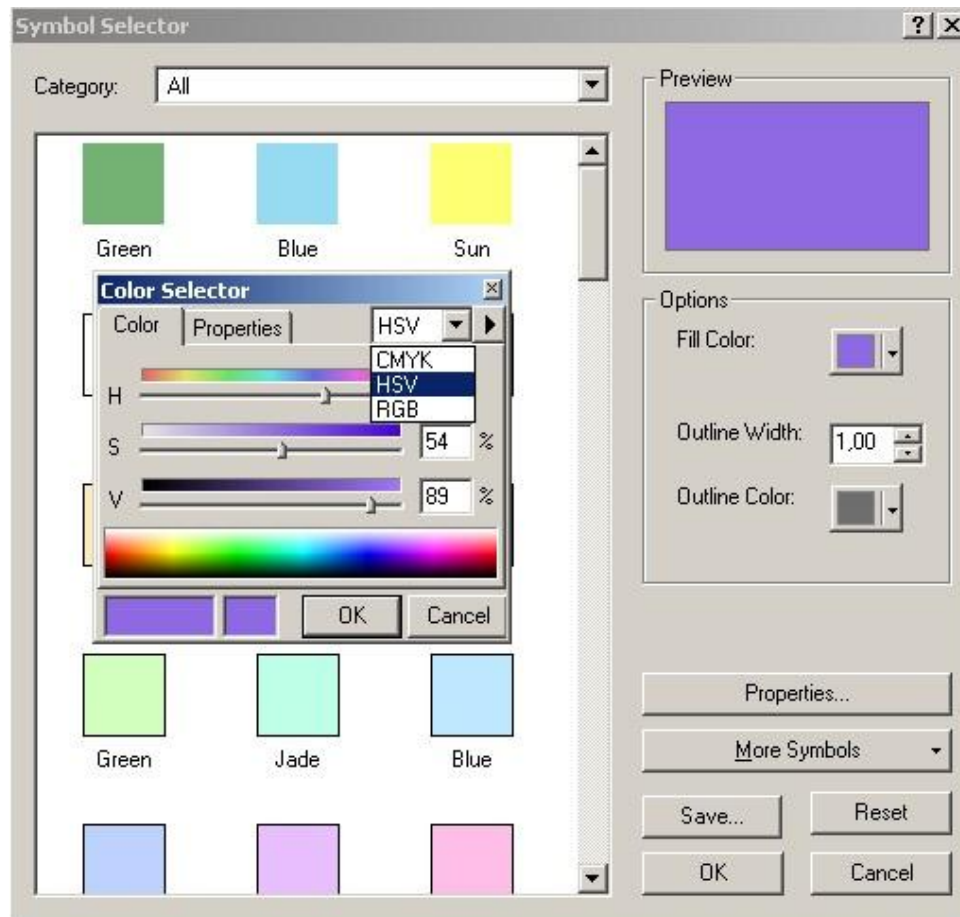 Symbol Selector
Category: All
Preview
Green Blue Sun
Color Selector
Color Properties HSV
CMYK
HSV
RGB
H
S 54 %
V 89 %
OK Cancel
Options
Fill Color:
Outline Width: 1,00
Outline Color:
Green Jade Blue
Properties...
More Symbols
Save... Reset
OK Cancel